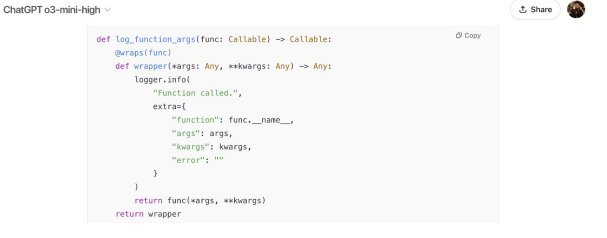 ChatGPT o3-mini-high
Share
Copy
def log_function_args(func: Callable) -> Callable:
    @wraps(func)
    def wrapper(*args: Any, **kwargs: Any) -> Any:
        logger.info(
            "Function called.",
            extra={
                "function": func.__name__,
                "args": args,
                "kwargs": kwargs,
                "error": ""
            }
        )
        return func(*args, **kwargs)
    return wrapper